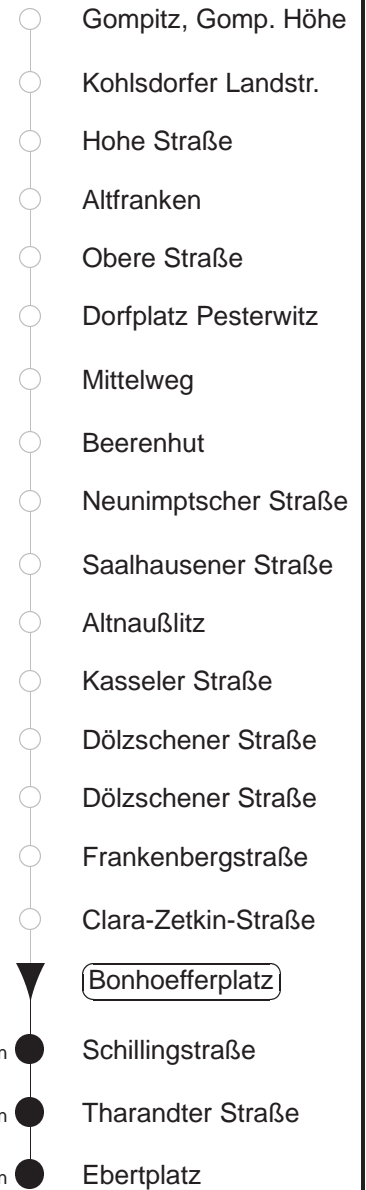 Gompitz, Gomp. Höhe
Kohlsdorfer Landstr.
Hohe Straße
Altfranken
Obere Straße
Dorfplatz Pesterwitz
Mittelweg
Beerenhut
Neunimptscher Straße
Saalhausener Straße
Altnaußlitz
Kasseler Straße
Dölzschener Straße
Dölzschener Straße
Frankenbergstraße
Clara-Zetkin-Straße
Bonhoefferplatz
Schillingstraße
Tharandter Straße
Ebertplatz